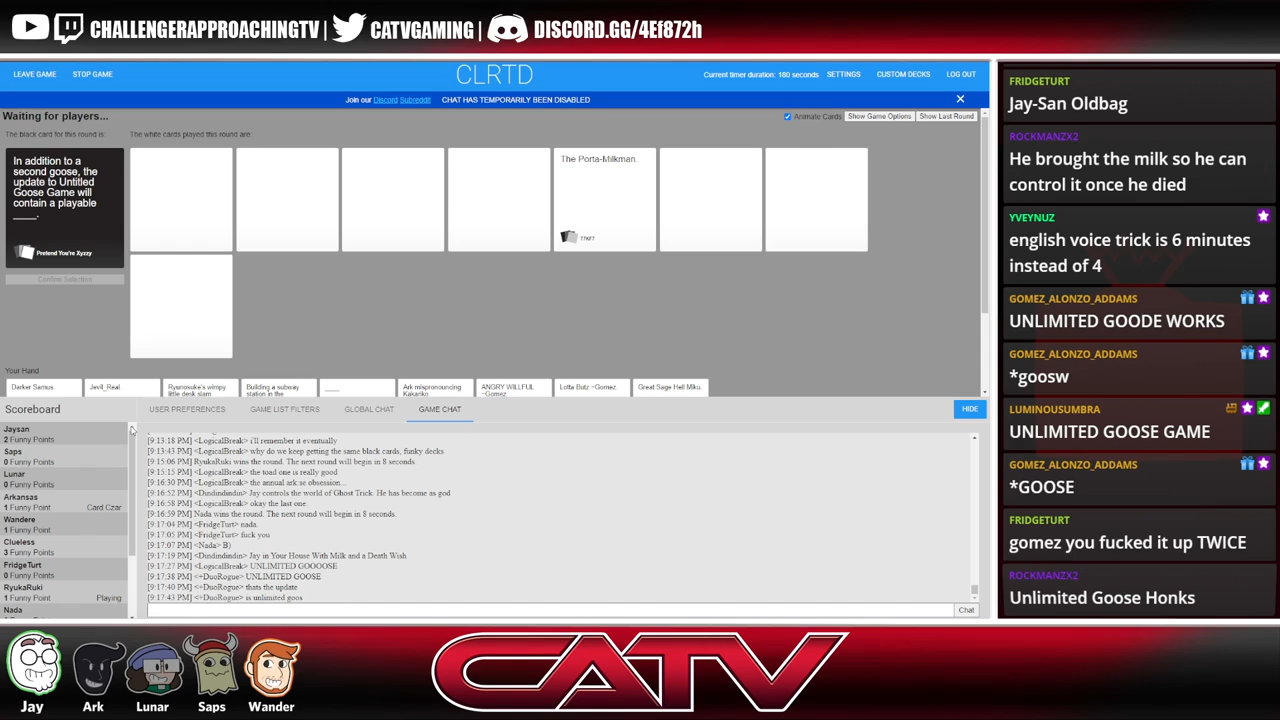 CHALLENGERAPPROACHINGTV | CATVGAMING | DISCORD.GG/4Ef872h
LEAVE GAME STOP GAME CLRTD Current timer duration: 180 seconds SETTINGS CUSTOM DECKS LOG OUT
Join our Discord Subreddit CHAT HAS TEMPORARILY BEEN DISABLED
Waiting for players...
Animate Cards Show Game Options Show Last Round
The black card for this round is: The white cards played this round are:
In addition to a
second goose, the
update to Untitled
Goose Game will
contain a playable
_____.
Pretend You're Xyzzy
The Porta-Milkman.
Confirm Selection
Your Hand
Darker Samus.
Jevil_Real.
Ryunosuke's wimpy
little desk slam
Building a subway
station in the
____
Ark mispronouncing
Kakariko.
ANGRY WILLFUL
~Gomez.
Lotta Butz ~Gomez.
Great Sage Hell Miku.
Scoreboard
USER PREFERENCES GAME LIST FILTERS GLOBAL CHAT GAME CHAT HIDE
Jaysan
2 Funny Points
Saps
0 Funny Points
Lunar
0 Funny Points
Arkansas
1 Funny Point Card Czar
Wandere
1 Funny Point
Clueless
3 Funny Points
FridgeTurt
0 Funny Points
RyukaRuki
1 Funny Point Playing
Nada
[9:13:18 PM] <LogicalBreak> i'll remember it eventually
[9:13:43 PM] <LogicalBreak> why do we keep getting the same black cards, funky decks
[9:15:06 PM] RyukaRuki wins the round. The next round will begin in 8 seconds.
[9:15:15 PM] <LogicalBreak> the toad one is really good
[9:16:30 PM] <LogicalBreak> the annual ark:se obsession...
[9:16:52 PM] <Dindindindin> Jay controls the world of Ghost Trick. He has become as god
[9:16:58 PM] <LogicalBreak> okay the last one.
[9:16:59 PM] Nada wins the round. The next round will begin in 8 seconds.
[9:17:04 PM] <FridgeTurt> nada.
[9:17:05 PM] <FridgeTurt> fuck you
[9:17:07 PM] <Nada> B)
[9:17:19 PM] <Dindindindin> Jay in Your House With Milk and a Death Wish
[9:17:27 PM] <LogicalBreak> UNLIMITED GOOOOSE
[9:17:38 PM] <+DuoRogue> UNLIMITED GOOSE
[9:17:40 PM] <+DuoRogue> thats the update
[9:17:43 PM] <+DuoRogue> is unlimited goos
Chat
FRIDGETURT
Jay-San Oldbag
ROCKMANZX2
He brought the milk so he can
control it once he died
YVEYNUZ
english voice trick is 6 minutes
instead of 4
GOMEZ_ALONZO_ADDAMS
UNLIMITED GOODE WORKS
GOMEZ_ALONZO_ADDAMS
*goosw
LUMINOUSUMBRA
UNLIMITED GOOSE GAME
GOMEZ_ALONZO_ADDAMS
*GOOSE
FRIDGETURT
gomez you fucked it up TWICE
ROCKMANZX2
Unlimited Goose Honks
Jay Ark Lunar Saps Wander
CATV